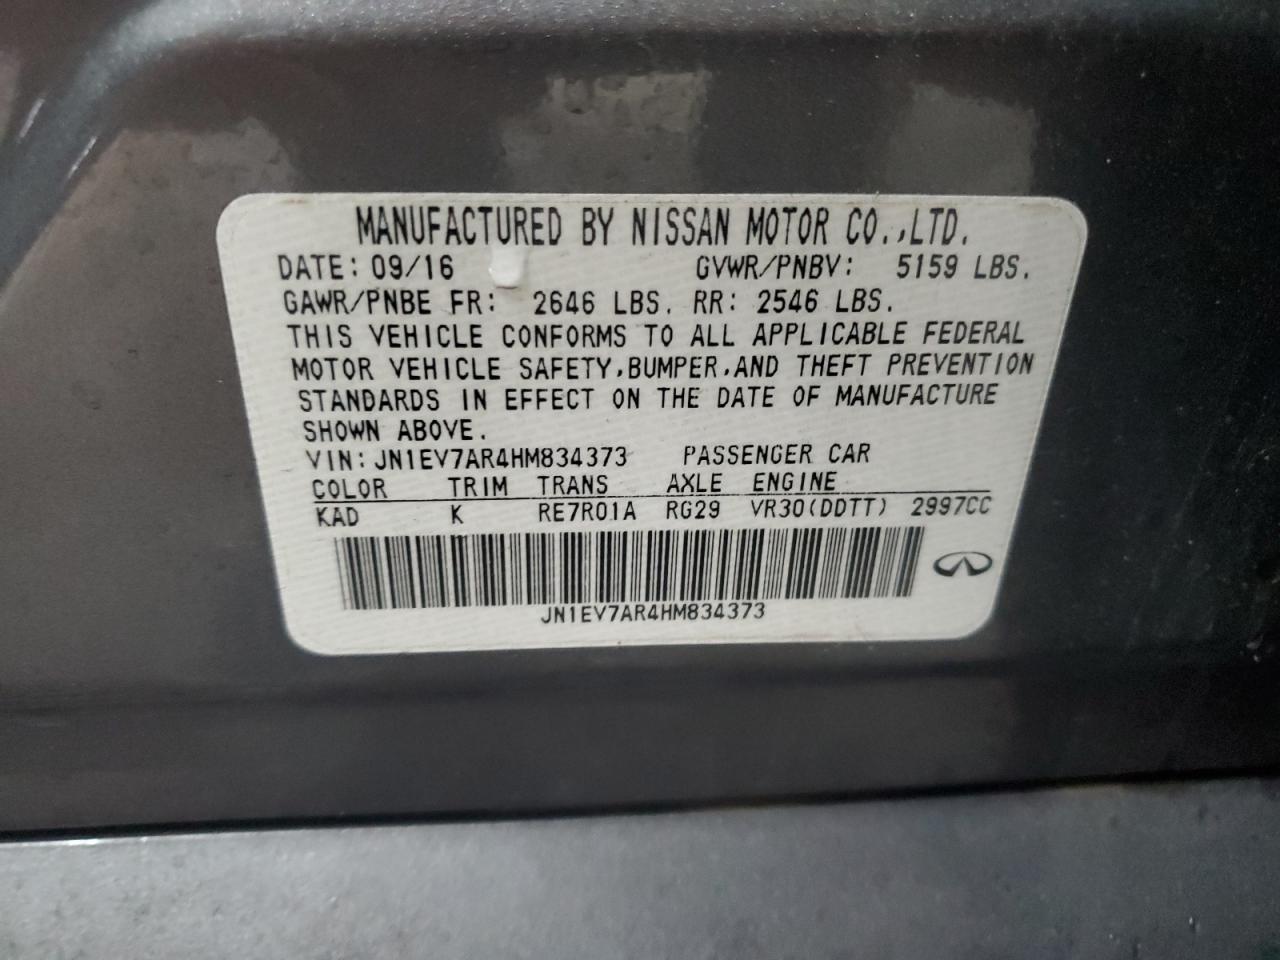 MANUFACTURED BY NISSAN MOTOR CO.,LTD.
DATE: 09/16 GVWR/PNBV: 5159 LBS.
GAWR/PNBE FR: 2646 LBS. RR: 2546 LBS.
THIS VEHICLE CONFORMS TO ALL APPLICABLE FEDERAL
MOTOR VEHICLE SAFETY,BUMPER,AND THEFT PREVENTION
STANDARDS IN EFFECT ON THE DATE OF MANUFACTURE
SHOWN ABOVE.
VIN: JN1EV7AR4HM834373 PASSENGER CAR
COLOR TRIM TRANS AXLE ENGINE
KAD K RE7R01A RG29 VR30(DDTT) 2997CC
JN1EV7AR4HM834373